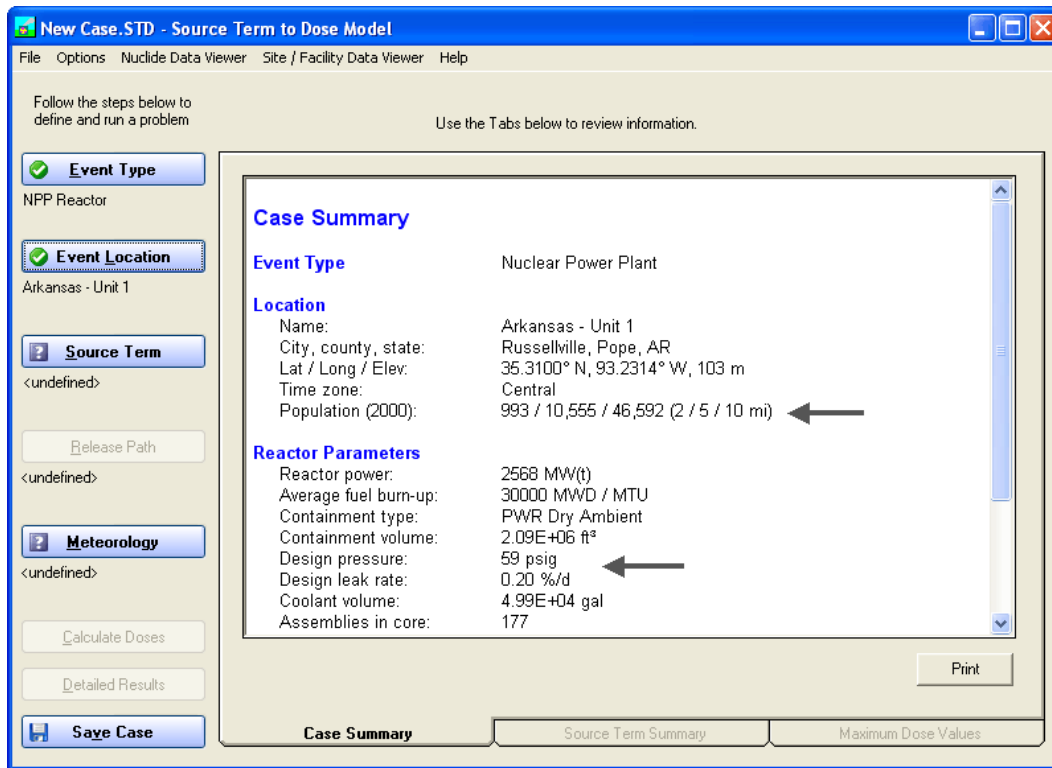 New Case.STD - Source Term to Dose Model
File Options Nuclide Data Viewer Site / Facility Data Viewer Help
Follow the steps below to
define and run a problem
Use the Tabs below to review information.
Event Type
NPP Reactor
Event Location
Arkansas - Unit 1
Source Term
<undefined>
Release Path
<undefined>
Meteorology
<undefined>
Calculate Doses
Detailed Results
Save Case
Case Summary
Event Type Nuclear Power Plant
Location
Name: Arkansas - Unit 1
City, county, state: Russellville, Pope, AR
Lat / Long / Elev: 35.3100° N, 93.2314° W, 103 m
Time zone: Central
Population (2000): 993 / 10,555 / 46,592 (2 / 5 / 10 mi)
Reactor Parameters
Reactor power: 2568 MW(t)
Average fuel burn-up: 30000 MWD / MTU
Containment type: PWR Dry Ambient
Containment volume: 2.09E+06 ft³
Design pressure: 59 psig
Design leak rate: 0.20 %/d
Coolant volume: 4.99E+04 gal
Assemblies in core: 177
Print
Case Summary Source Term Summary Maximum Dose Values